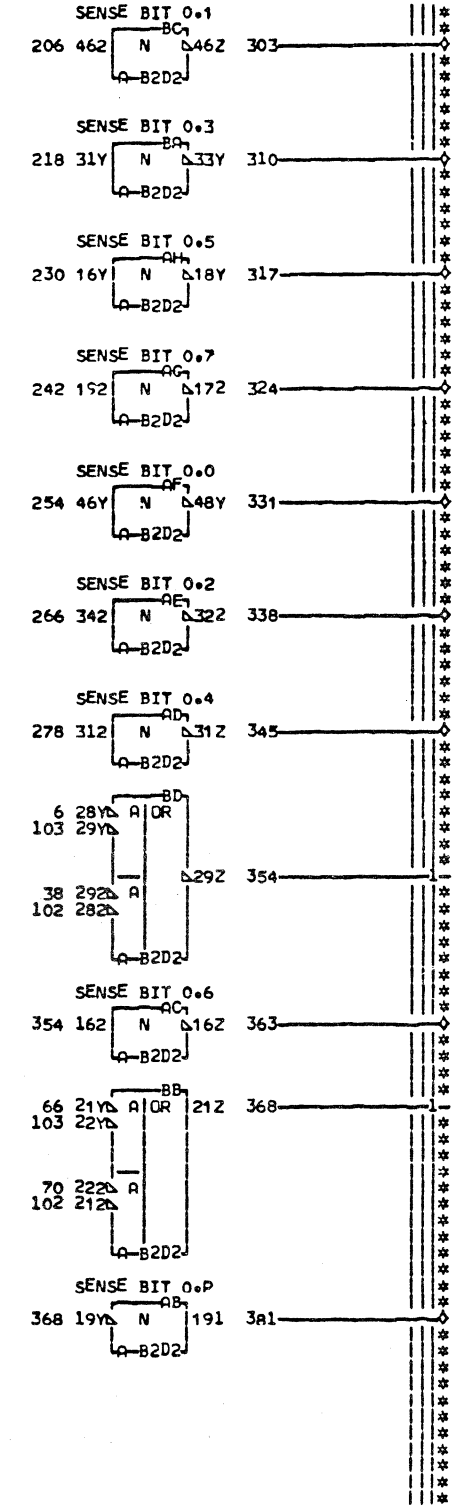 SENSE BIT 0.1
BC
206 462 N 46Z 303
A-B2D2
SENSE BIT 0.3
BA
218 31Y N 33Y 310
A-B2D2
SENSE BIT 0.5
AH
230 16Y N 18Y 317
A-B2D2
SENSE BIT 0.7
AG
242 192 N 172 324
A-B2D2
SENSE BIT 0.0
AF
254 46Y N 48Y 331
A-B2D2
SENSE BIT 0.2
AE
266 342 N 322 338
A-B2D2
SENSE BIT 0.4
AD
278 312 N 31Z 345
A-B2D2
BD
6 28Y A OR
103 29Y
29Z 354 1
38 292 A
102 282
A-B2D2
SENSE BIT 0.6
AC
354 162 N 16Z 363
A-B2D2
BB
66 21Y A OR 21Z 368 1
103 22Y
70 222 A
102 212
A-B2D2
SENSE BIT 0.P
AB
368 19Y N 191 381
A-B2D2